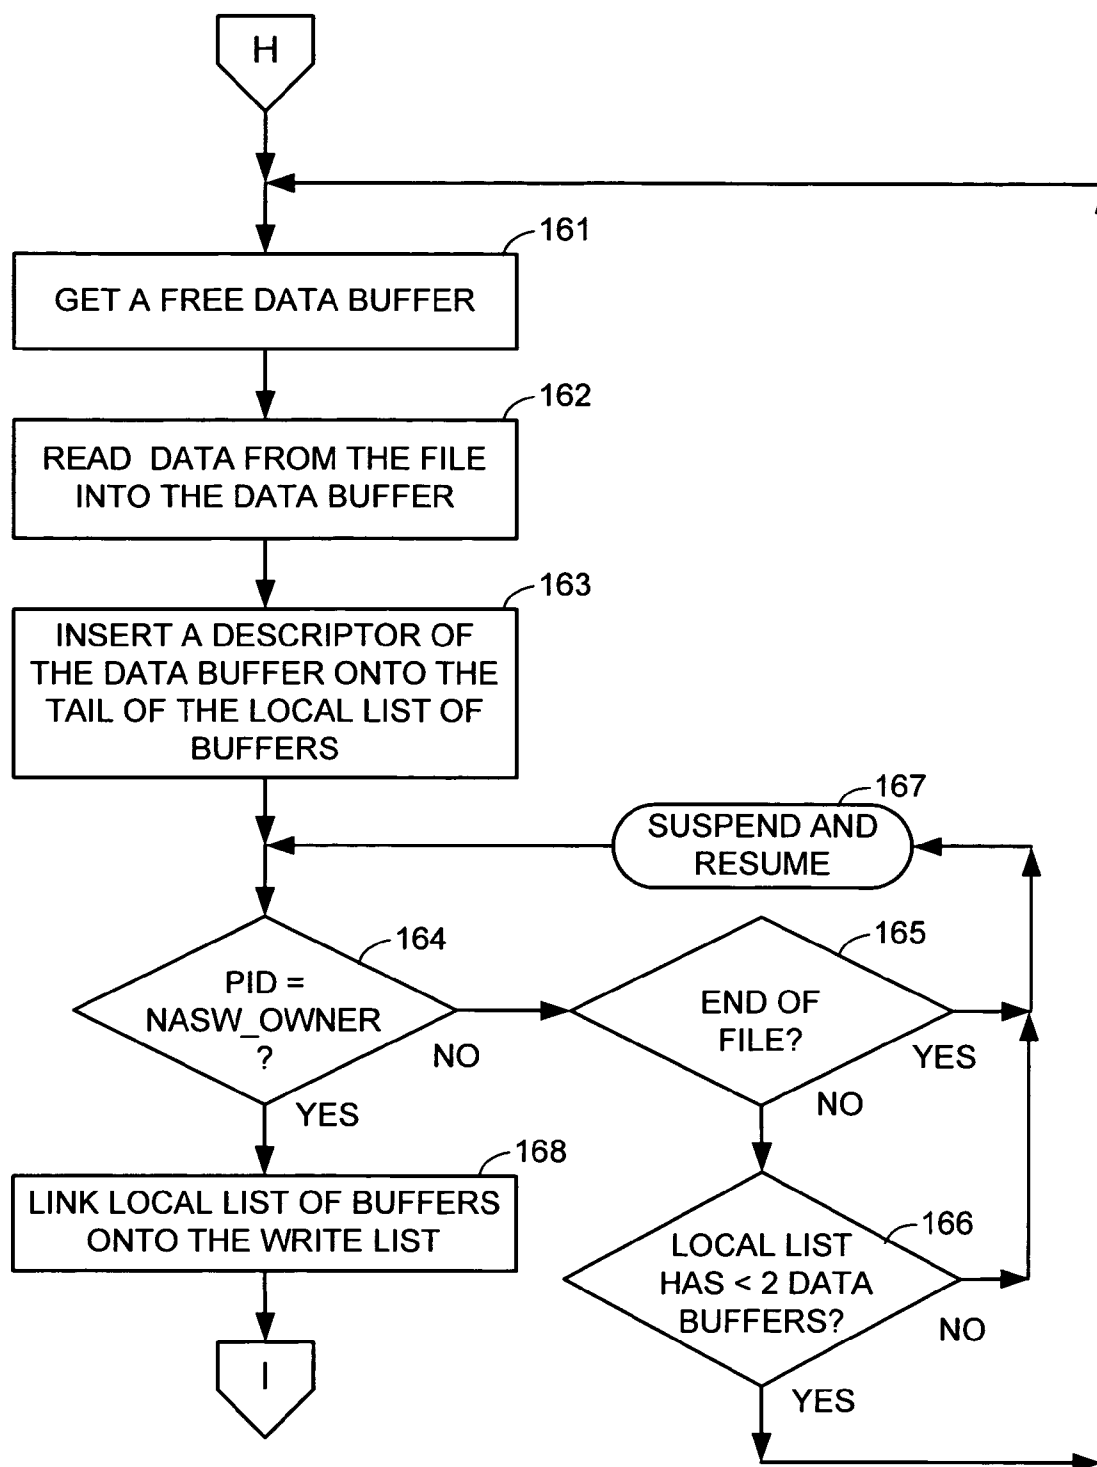 H
161
GET A FREE DATA BUFFER
162
READ DATA FROM THE FILE
INTO THE DATA BUFFER
163
INSERT A DESCRIPTOR OF
THE DATA BUFFER ONTO THE
TAIL OF THE LOCAL LIST OF
BUFFERS
167
SUSPEND AND
RESUME
164
PID =
NASW_OWNER
?
NO
YES
165
END OF
FILE?
YES
NO
168
LINK LOCAL LIST OF BUFFERS
ONTO THE WRITE LIST
166
LOCAL LIST
HAS < 2 DATA
BUFFERS?
NO
YES
I